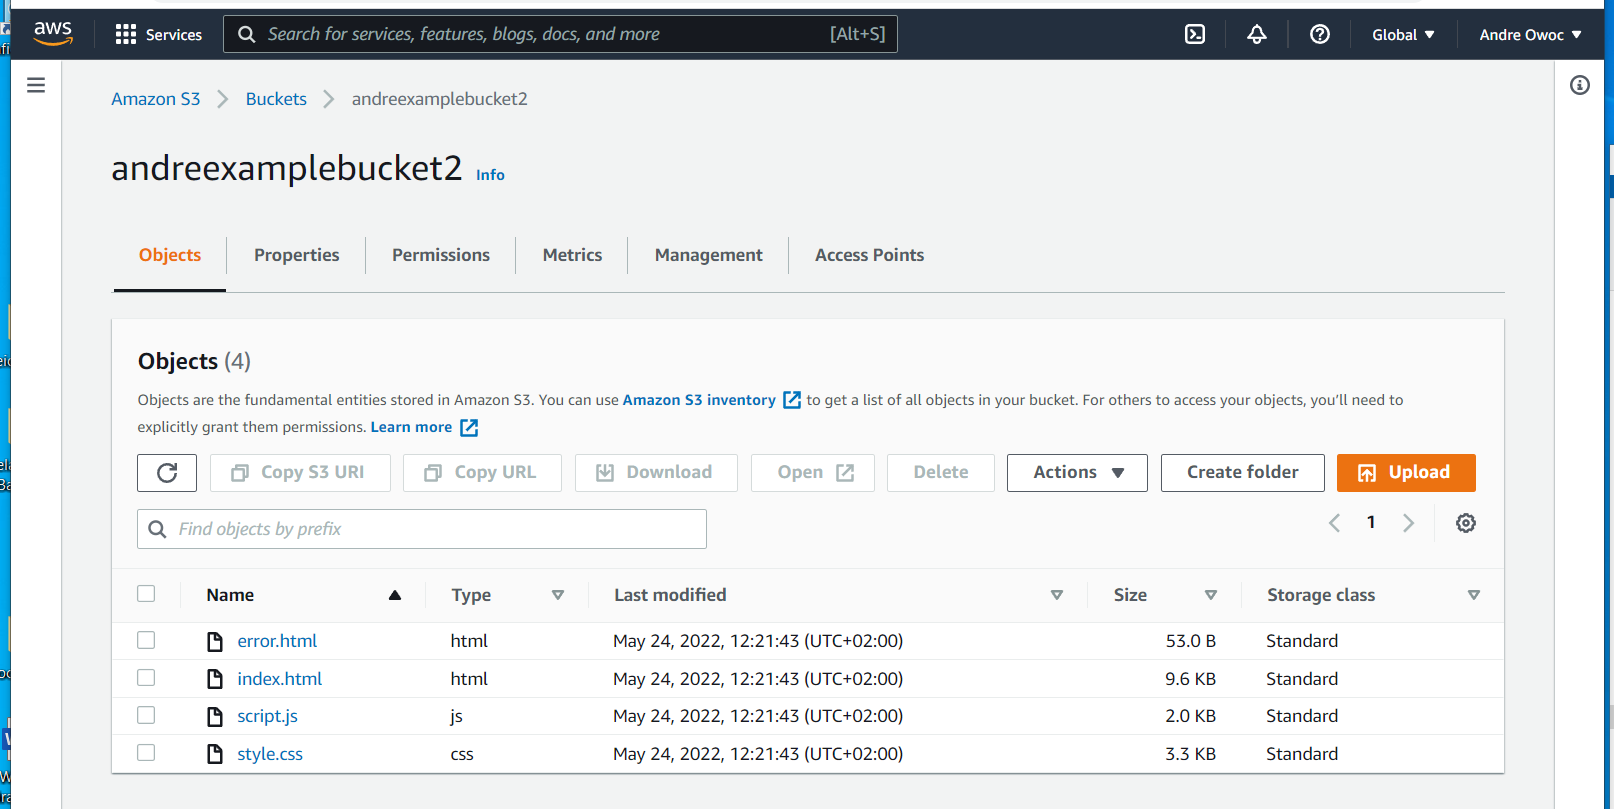 aws Services Search for services, features, blogs, docs, and more [Alt+S] Global Andre Owoc
Amazon S3 Buckets andreexamplebucket2
andreexamplebucket2 Info
Objects Properties Permissions Metrics Management Access Points
Objects (4)
Objects are the fundamental entities stored in Amazon S3. You can use Amazon S3 inventory to get a list of all objects in your bucket. For others to access your objects, you’ll need to
explicitly grant them permissions. Learn more
Copy S3 URI Copy URL Download Open Delete Actions Create folder Upload
Find objects by prefix 1
Name Type Last modified Size Storage class
error.html html May 24, 2022, 12:21:43 (UTC+02:00) 53.0 B Standard
index.html html May 24, 2022, 12:21:43 (UTC+02:00) 9.6 KB Standard
script.js js May 24, 2022, 12:21:43 (UTC+02:00) 2.0 KB Standard
style.css css May 24, 2022, 12:21:43 (UTC+02:00) 3.3 KB Standard